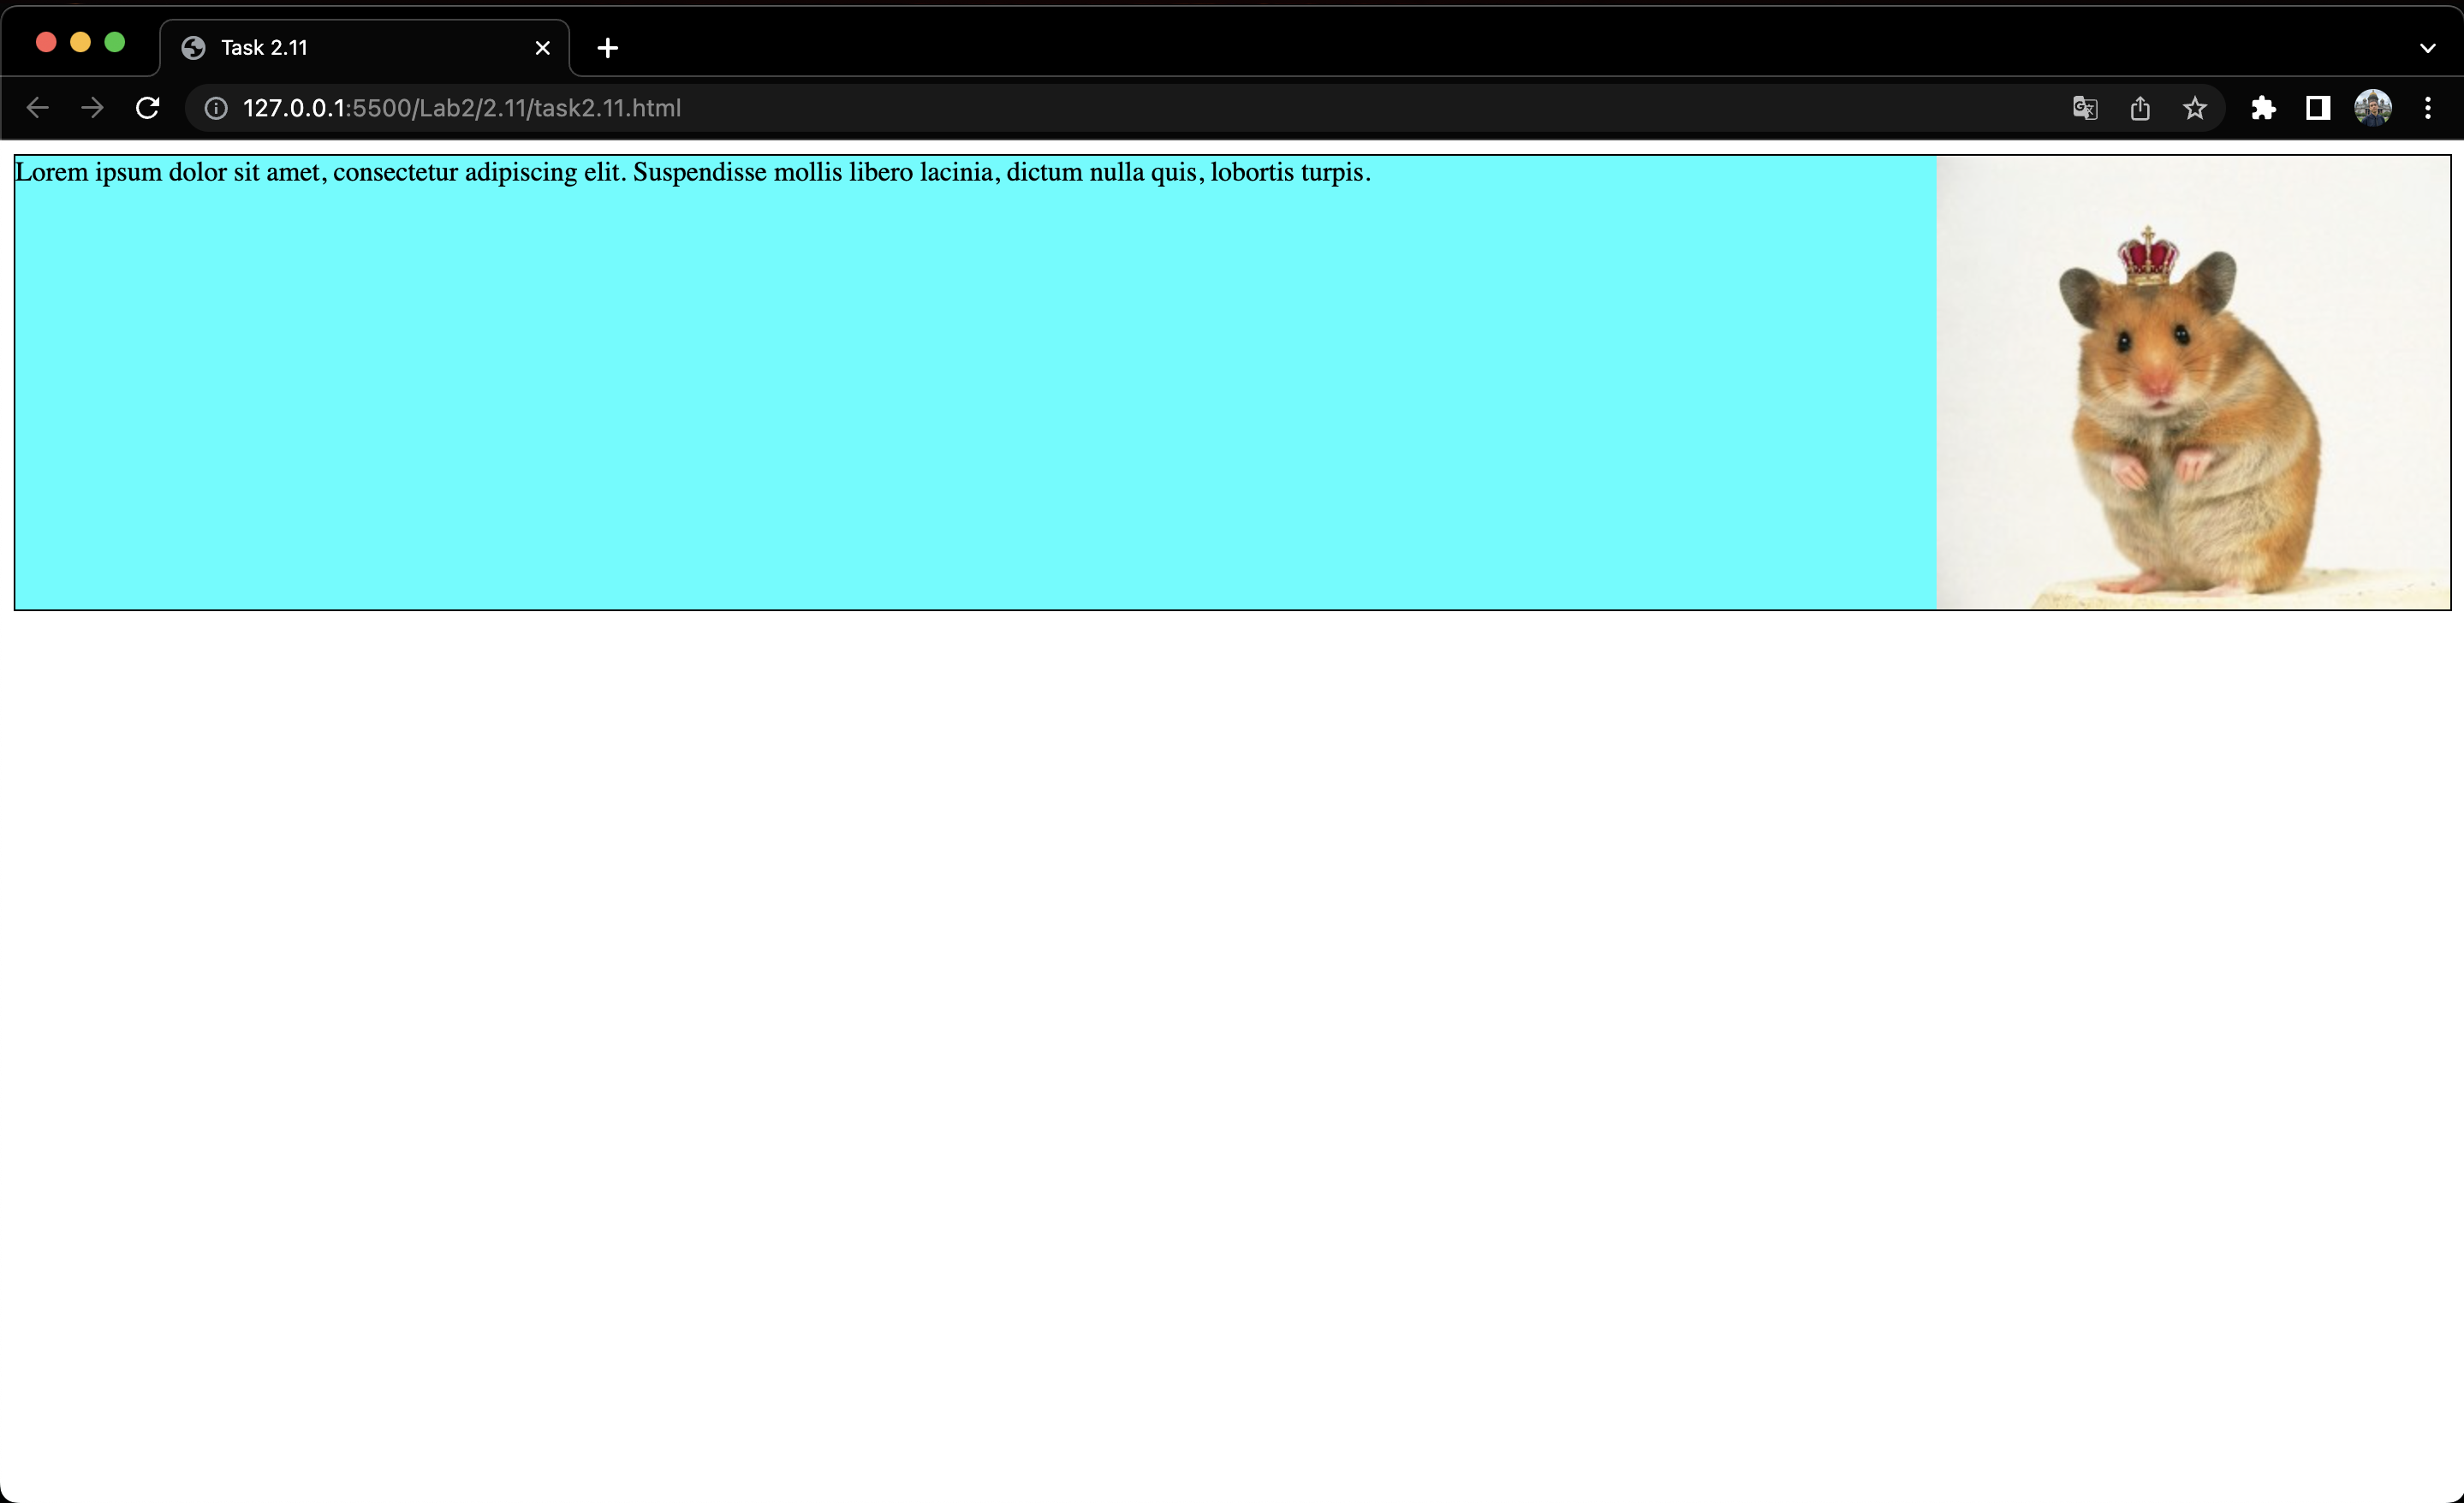 Task 2.11
127.0.0.1:5500/Lab2/2.11/task2.11.html
Lorem ipsum dolor sit amet, consectetur adipiscing elit. Suspendisse mollis libero lacinia, dictum nulla quis, lobortis turpis.